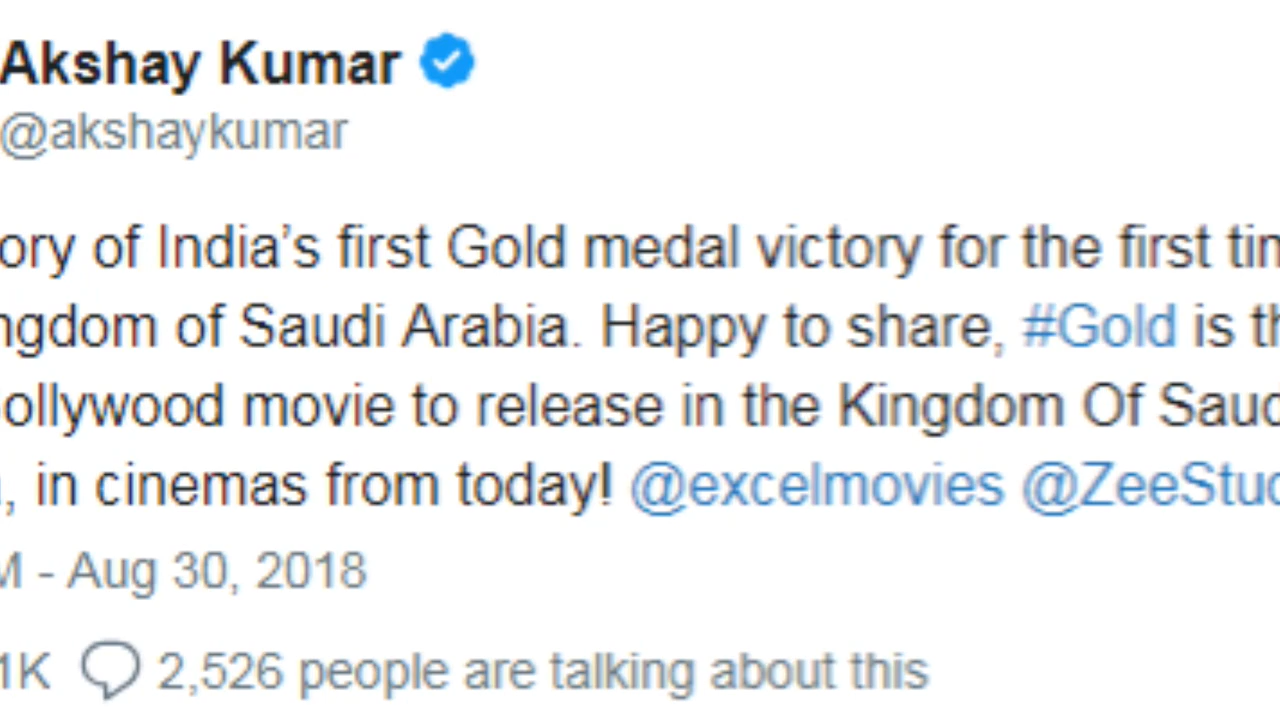 Akshay Kumar
@akshaykumar
ory of India’s first Gold medal victory for the first tim
ngdom of Saudi Arabia. Happy to share, #Gold is th
ollywood movie to release in the Kingdom Of Saud
, in cinemas from today! @excelmovies @ZeeStud
M - Aug 30, 2018
1K 2,526 people are talking about this